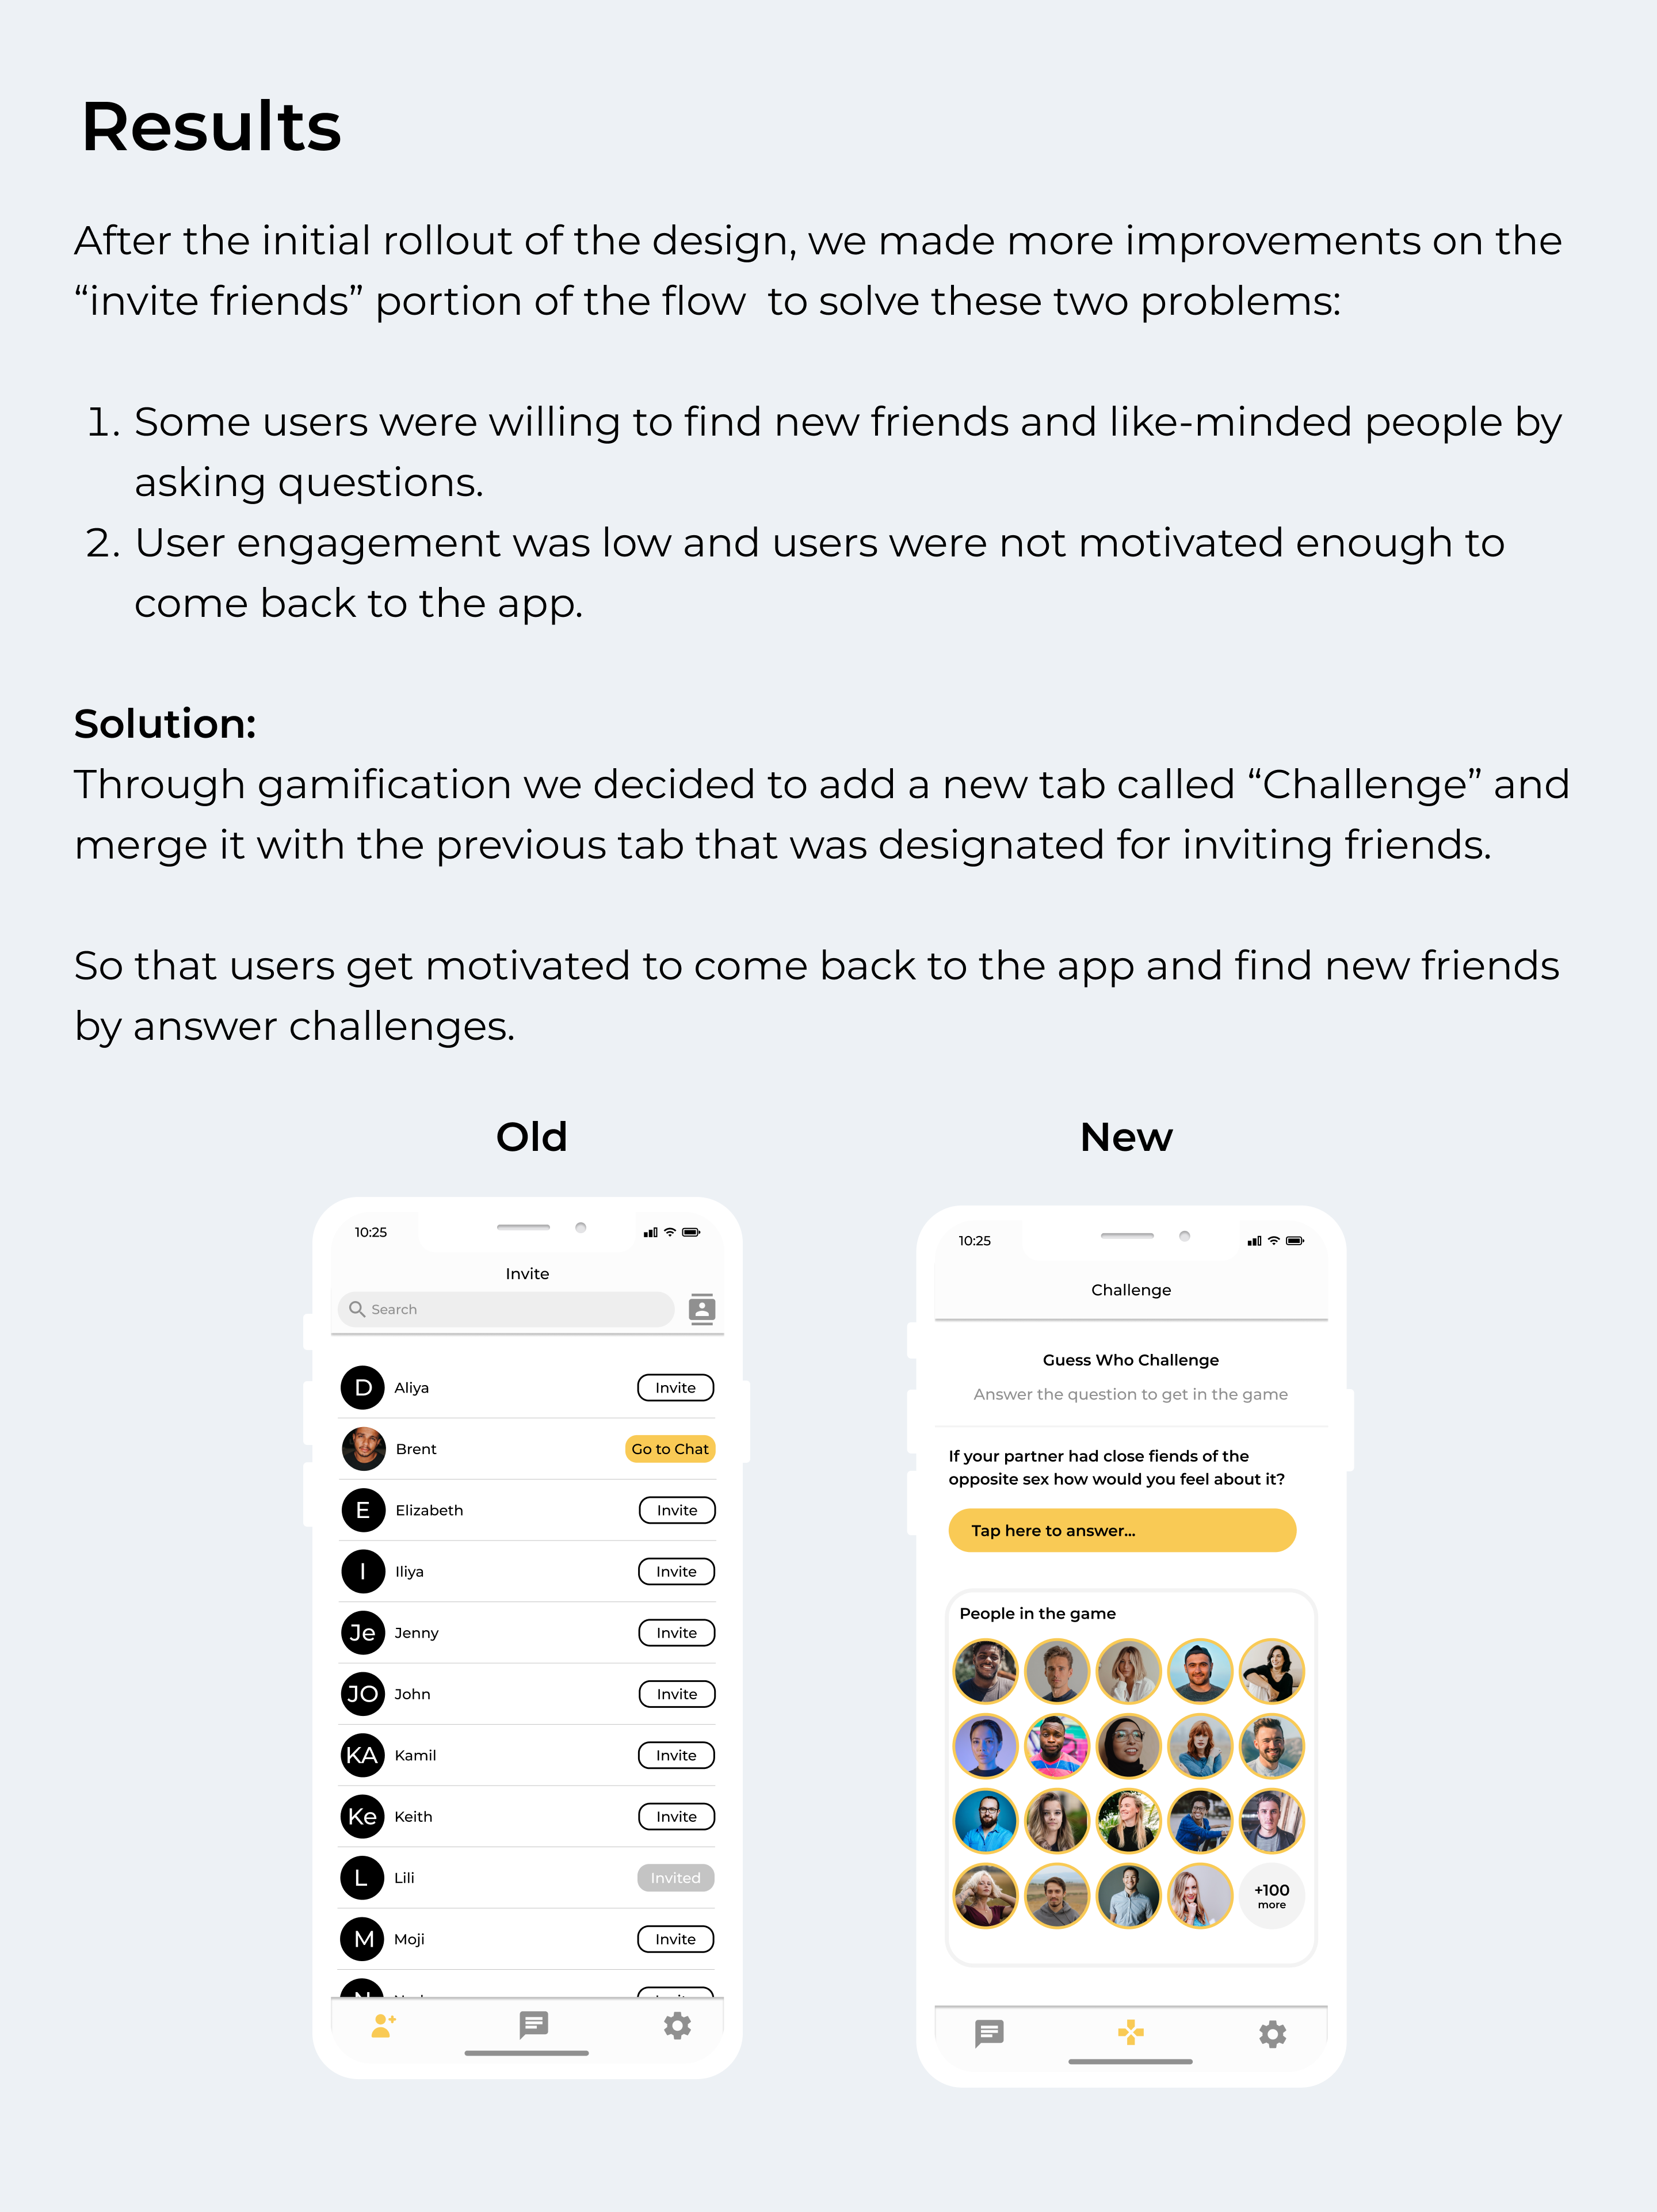 Results
After the initial rollout of the design, we made more improvements on the
“invite friends” portion of the flow  to solve these two problems:
1. Some users were willing to find new friends and like-minded people by
asking questions.
2. User engagement was low and users were not motivated enough to
come back to the app.
Solution:
Through gamification we decided to add a new tab called “Challenge” and
merge it with the previous tab that was designated for inviting friends.
So that users get motivated to come back to the app and find new friends
by answer challenges.
Old
10:25
Invite
Search
D Aliya Invite
Brent Go to Chat
E Elizabeth Invite
I Iliya Invite
Je Jenny Invite
JO John Invite
KA Kamil Invite
Ke Keith Invite
L Lili Invited
M Moji Invite
New
10:25
Challenge
Guess Who Challenge
Answer the question to get in the game
If your partner had close fiends of the
opposite sex how would you feel about it?
Tap here to answer...
People in the game
+100
more